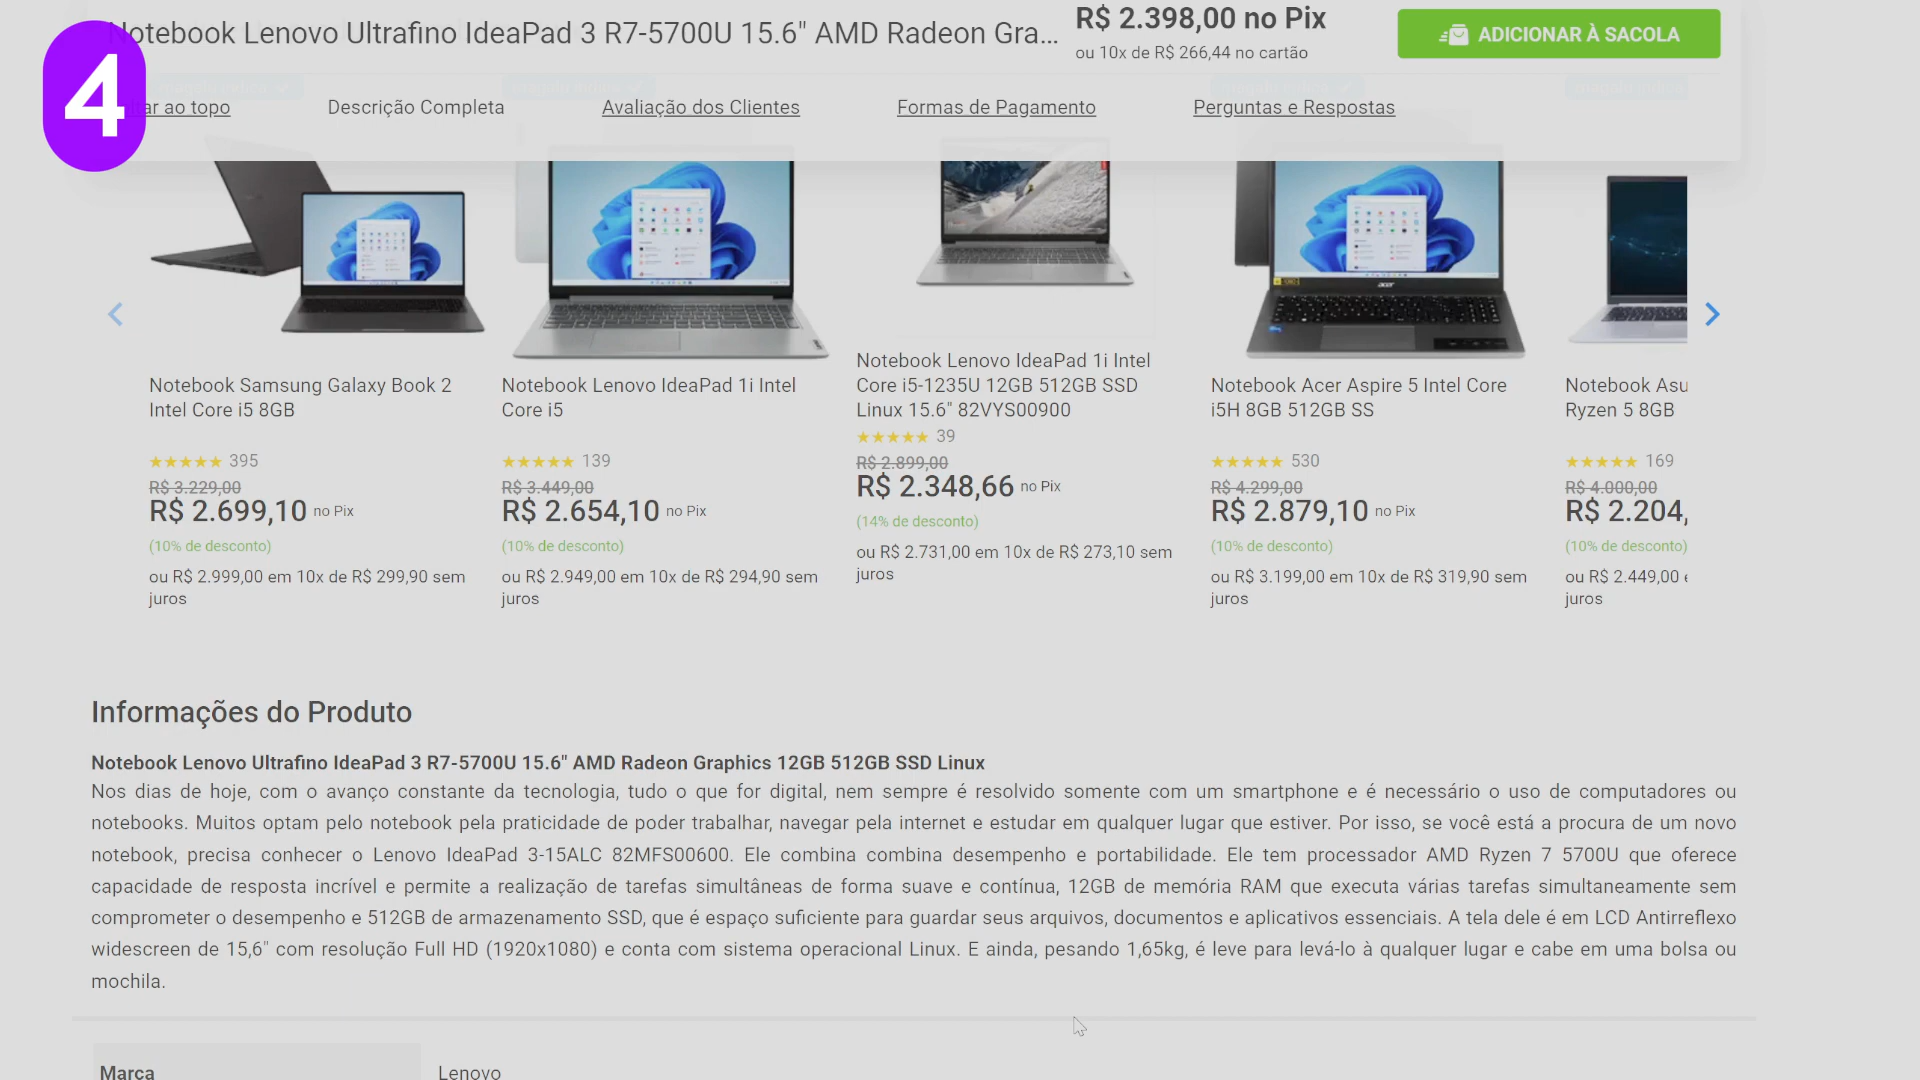 4
Notebook Lenovo Ultrafino IdeaPad 3 R7-5700U 15.6" AMD Radeon Gra...
R$ 2.398,00 no Pix
ou 10x de R$ 266,44 no cartão
ADICIONAR À SACOLA
ao topo
Descrição Completa
Avaliação dos Clientes
Formas de Pagamento
Perguntas e Respostas
acer
Notebook Samsung Galaxy Book 2
Intel Core i5 8GB
★★★★★ 395
R$ 3.229,00
R$ 2.699,10 no Pix
(10% de desconto)
ou R$ 2.999,00 em 10x de R$ 299,90 sem
juros
Notebook Lenovo IdeaPad 1i Intel
Core i5
★★★★★ 139
R$ 3.449,00
R$ 2.654,10 no Pix
(10% de desconto)
ou R$ 2.949,00 em 10x de R$ 294,90 sem
juros
Notebook Lenovo IdeaPad 1i Intel
Core i5-1235U 12GB 512GB SSD
Linux 15.6" 82VYS00900
★★★★★ 39
R$ 2.899,00
R$ 2.348,66 no Pix
(14% de desconto)
ou R$ 2.731,00 em 10x de R$ 273,10 sem
juros
Notebook Acer Aspire 5 Intel Core
i5H 8GB 512GB SS
★★★★★ 530
R$ 4.299,00
R$ 2.879,10 no Pix
(10% de desconto)
ou R$ 3.199,00 em 10x de R$ 319,90 sem
juros
Notebook Asu
Ryzen 5 8GB
★★★★★ 169
R$ 4.000,00
R$ 2.204,
(10% de desconto)
ou R$ 2.449,00
juros
Informações do Produto
Notebook Lenovo Ultrafino IdeaPad 3 R7-5700U 15.6" AMD Radeon Graphics 12GB 512GB SSD Linux
Nos dias de hoje, com o avanço constante da tecnologia, tudo o que for digital, nem sempre é resolvido somente com um smartphone e é necessário o uso de computadores ou
notebooks. Muitos optam pelo notebook pela praticidade de poder trabalhar, navegar pela internet e estudar em qualquer lugar que estiver. Por isso, se você está a procura de um novo
notebook, precisa conhecer o Lenovo IdeaPad 3-15ALC 82MFS00600. Ele combina combina desempenho e portabilidade. Ele tem processador AMD Ryzen 7 5700U que oferece
capacidade de resposta incrível e permite a realização de tarefas simultâneas de forma suave e contínua, 12GB de memória RAM que executa várias tarefas simultaneamente sem
comprometer o desempenho e 512GB de armazenamento SSD, que é espaço suficiente para guardar seus arquivos, documentos e aplicativos essenciais. A tela dele é em LCD Antirreflexo
widescreen de 15,6" com resolução Full HD (1920x1080) e conta com sistema operacional Linux. E ainda, pesando 1,65kg, é leve para levá-lo à qualquer lugar e cabe em uma bolsa ou
mochila.
Marca
Lenovo